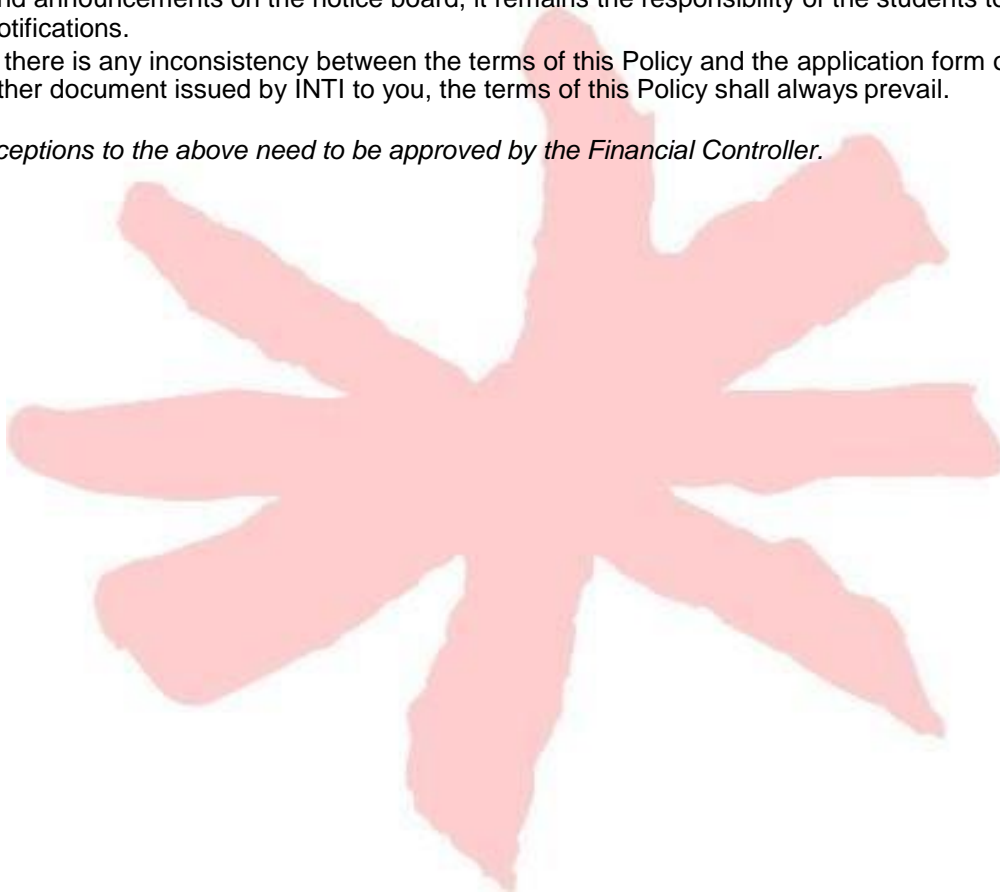 nd announcements on the notice board, it remains the responsibility of the students to
otifications.
there is any inconsistency between the terms of this Policy and the application form o
ther document issued by INTI to you, the terms of this Policy shall always prevail.
ceptions to the above need to be approved by the Financial Controller.